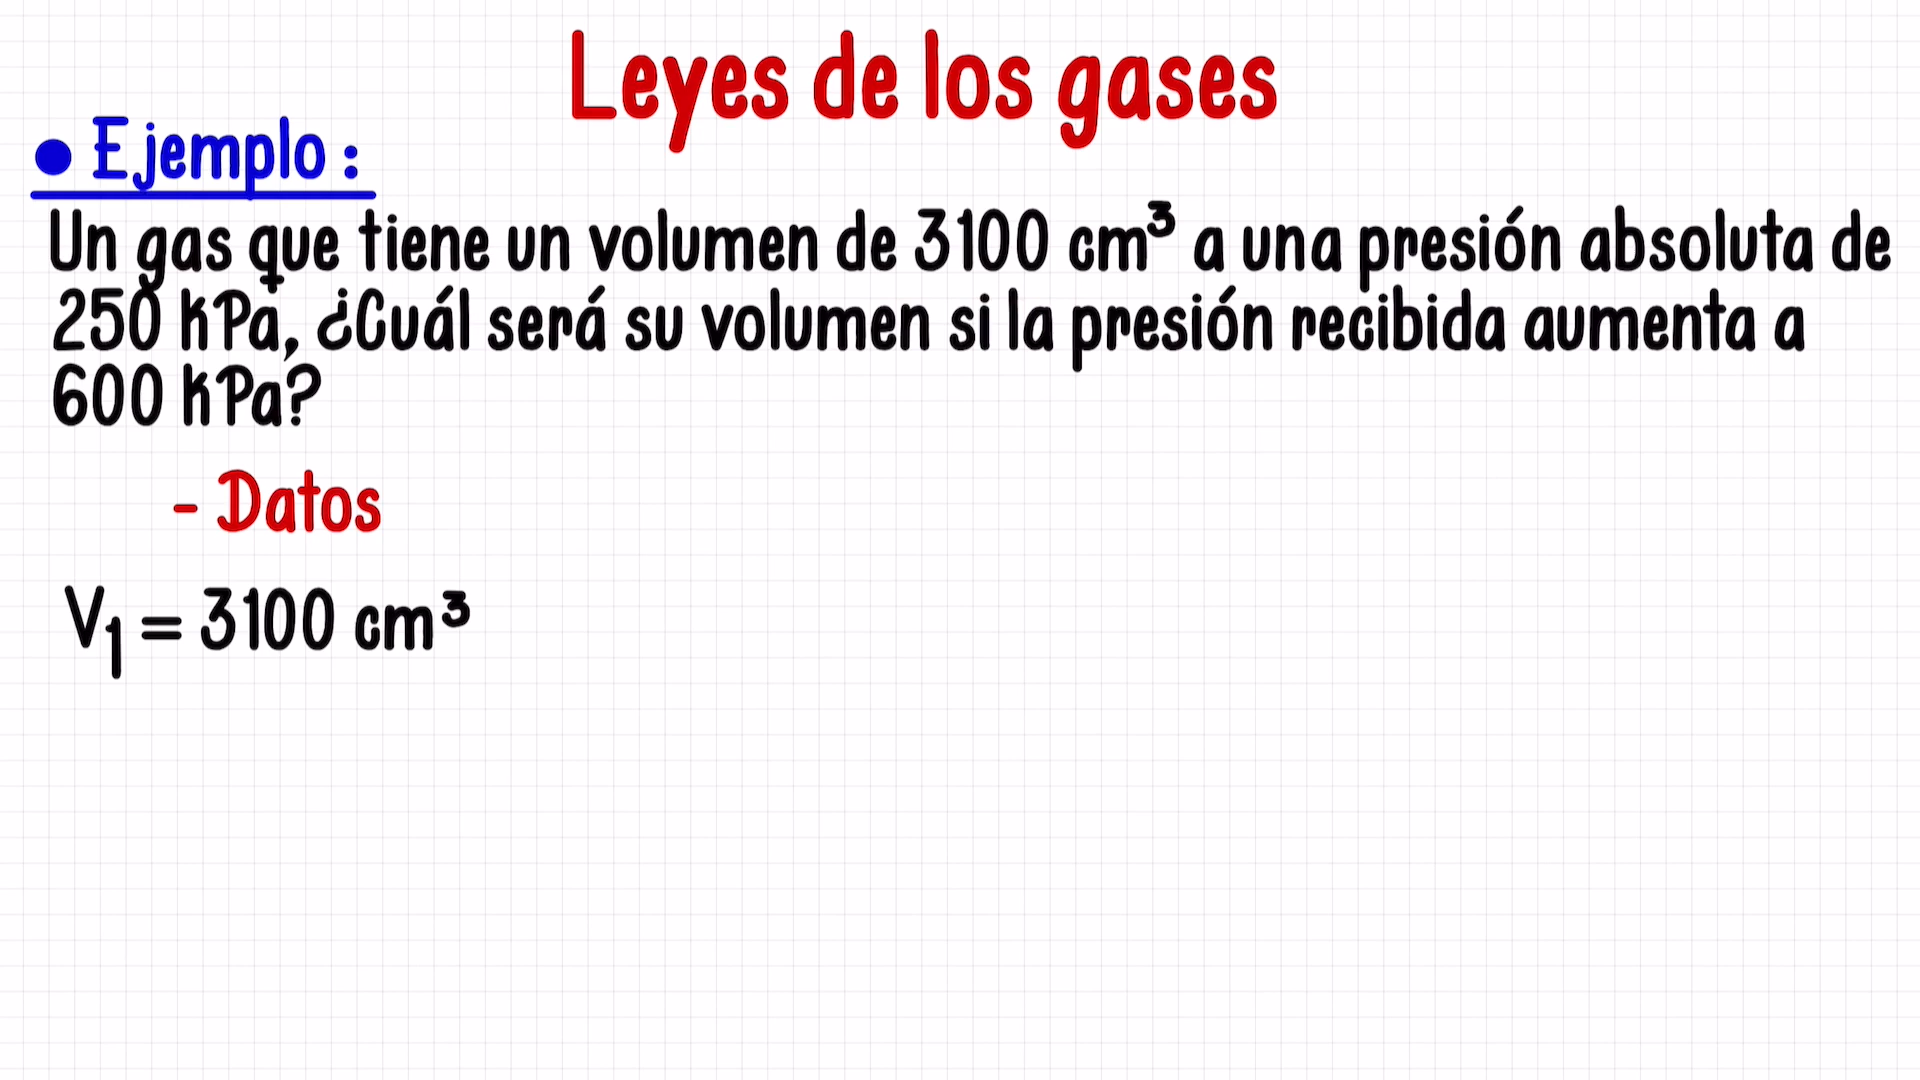 Leyes de los gases
• Ejemplo :
Un gas que tiene un volumen de 3100 cm³ a una presión absoluta de
250 kPa, ¿Cuál será su volumen si la presión recibida aumenta a
600 kPa?
- Datos
V₁ = 3100 cm³